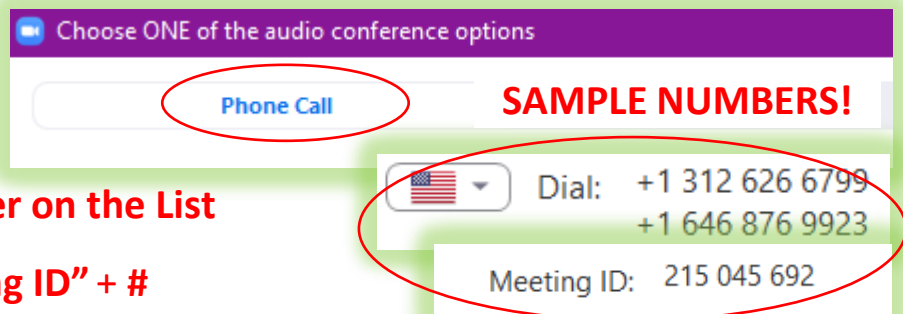 Choose ONE of the audio conference options
Phone Call
SAMPLE NUMBERS!
Dial: +1 312 626 6799
+1 646 876 9923
on the List
Meeting ID: 215 045 692
ID” + #